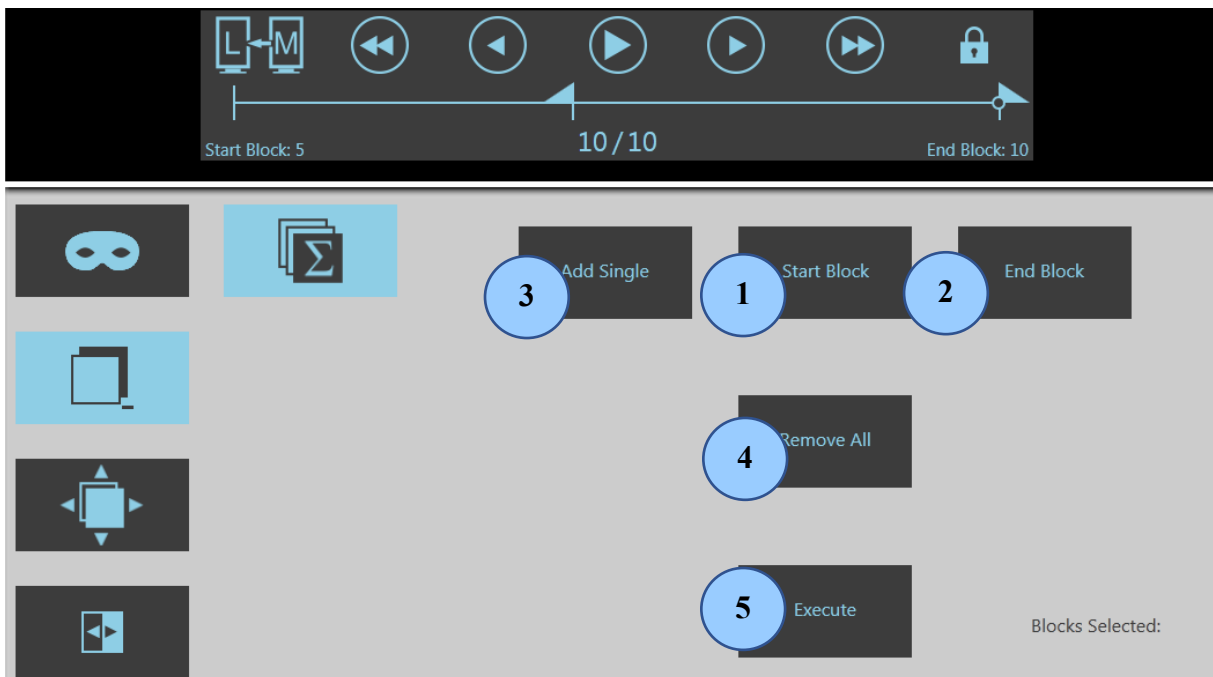 L M
10 / 10
Start Block: 5
End Block: 10
Σ
Add Single
Start Block
End Block
3
1
2
Remove All
4
5
Execute
Blocks Selected: